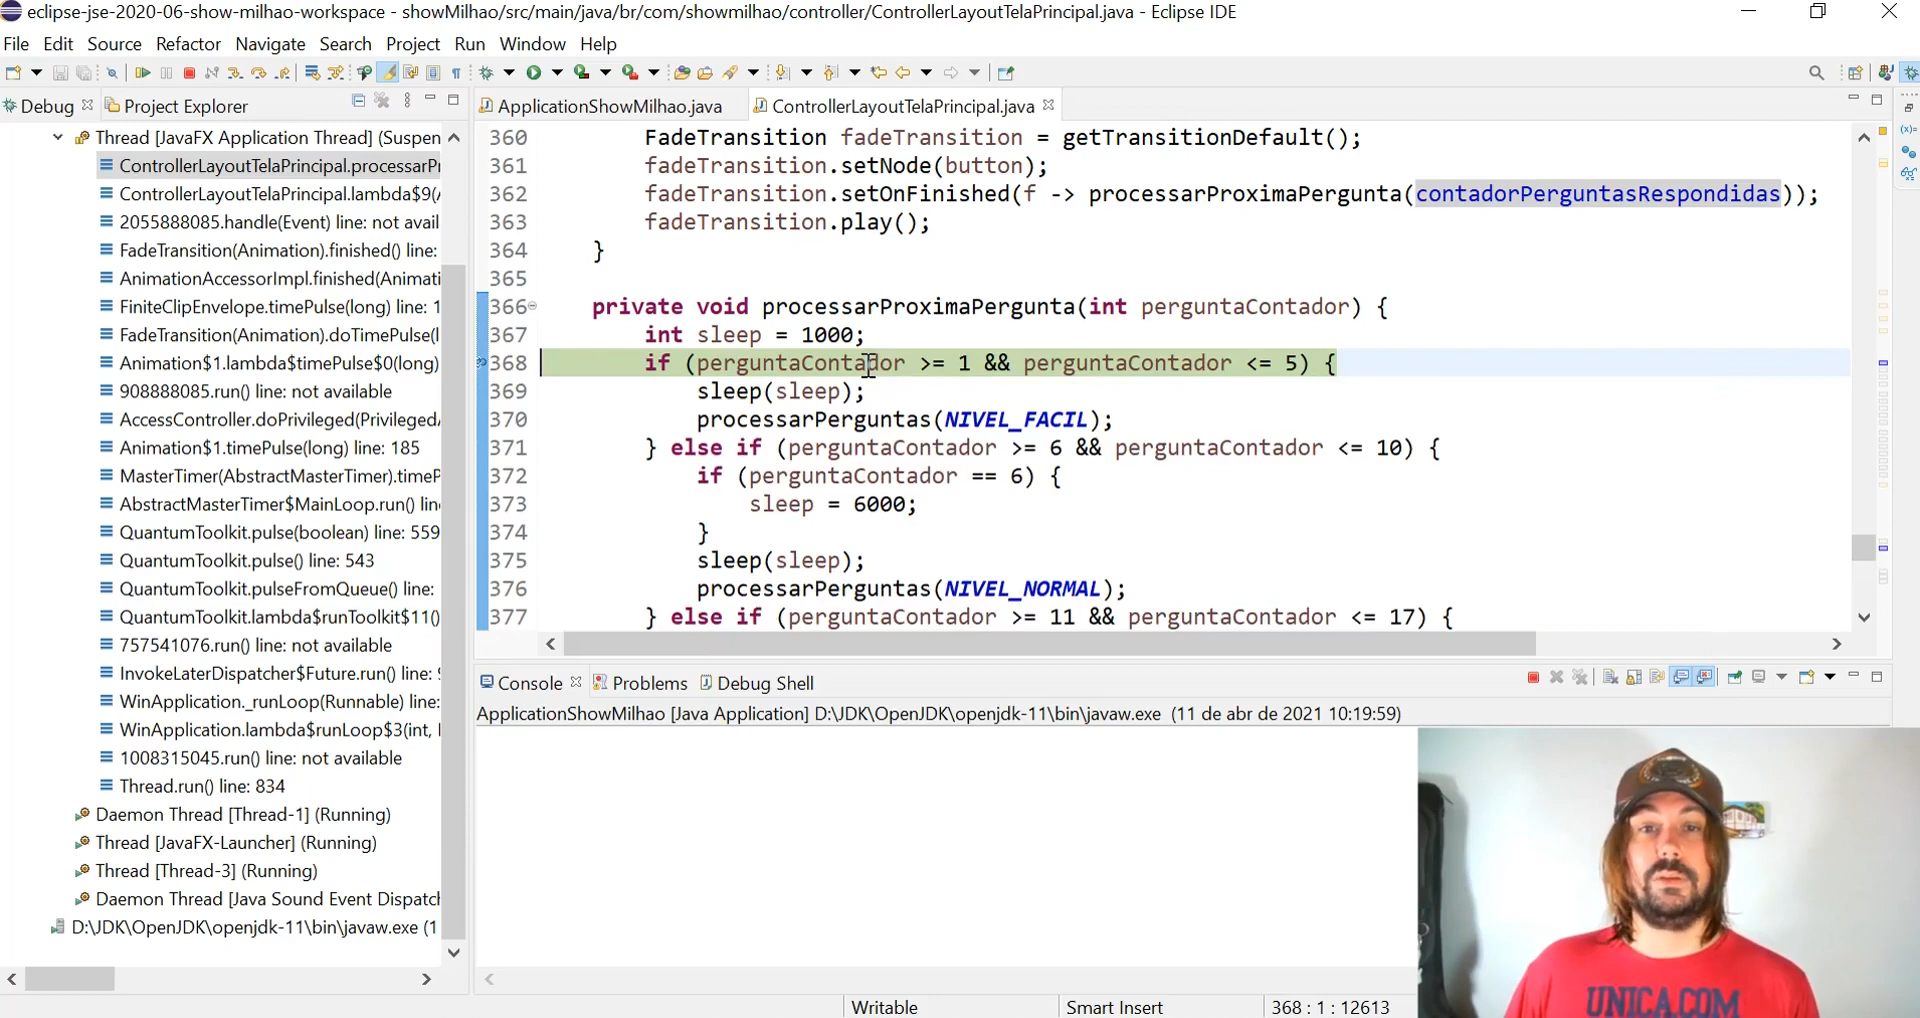 eclipse-jse-2020-06-show-milhao-workspace - showMilhao/src/main/java/br/com/showmilhao/controller/ControllerLayoutTelaPrincipal.java - Eclipse IDE
File Edit Source Refactor Navigate Search Project Run Window Help
Debug Project Explorer
Thread [JavaFX Application Thread] (Suspen
ControllerLayoutTelaPrincipal.processarPr
ControllerLayoutTelaPrincipal.lambda$9(A
2055888085.handle(Event) line: not avail
FadeTransition(Animation).finished() line:
AnimationAccessorImpl.finished(Animati
FiniteClipEnvelope.timePulse(long) line: 1
FadeTransition(Animation).doTimePulse(l
Animation$1.lambda$timePulse$0(long)
908888085.run() line: not available
AccessController.doPrivileged(Privileged
Animation$1.timePulse(long) line: 185
MasterTimer(AbstractMasterTimer).timeP
AbstractMasterTimer$MainLoop.run() line
QuantumToolkit.pulse(boolean) line: 559
QuantumToolkit.pulse() line: 543
QuantumToolkit.pulseFromQueue() line:
QuantumToolkit.lambda$runToolkit$11()
757541076.run() line: not available
InvokeLaterDispatcher$Future.run() line: 9
WinApplication._runLoop(Runnable) line:
WinApplication.lambda$runLoop$3(int, l
1008315045.run() line: not available
Thread.run() line: 834
Daemon Thread [Thread-1] (Running)
Thread [JavaFX-Launcher] (Running)
Thread [Thread-3] (Running)
Daemon Thread [Java Sound Event Dispatc
D:\JDK\OpenJDK\openjdk-11\bin\javaw.exe (1
ApplicationShowMilhao.java ControllerLayoutTelaPrincipal.java
360 FadeTransition fadeTransition = getTransitionDefault();
361 fadeTransition.setNode(button);
362 fadeTransition.setOnFinished(f -> processarProximaPergunta(contadorPerguntasRespondidas));
363 fadeTransition.play();
364 }
365
366 private void processarProximaPergunta(int perguntaContador) {
367 int sleep = 1000;
368 if (perguntaContador >= 1 && perguntaContador <= 5) {
369 sleep(sleep);
370 processarPerguntas(NIVEL_FACIL);
371 } else if (perguntaContador >= 6 && perguntaContador <= 10) {
372 if (perguntaContador == 6) {
373 sleep = 6000;
374 }
375 sleep(sleep);
376 processarPerguntas(NIVEL_NORMAL);
377 } else if (perguntaContador >= 11 && perguntaContador <= 17) {
Console Problems Debug Shell
ApplicationShowMilhao [Java Application] D:\JDK\OpenJDK\openjdk-11\bin\javaw.exe (11 de abr de 2021 10:19:59)
UNICA.COM
Writable Smart Insert 368 : 1 : 12613